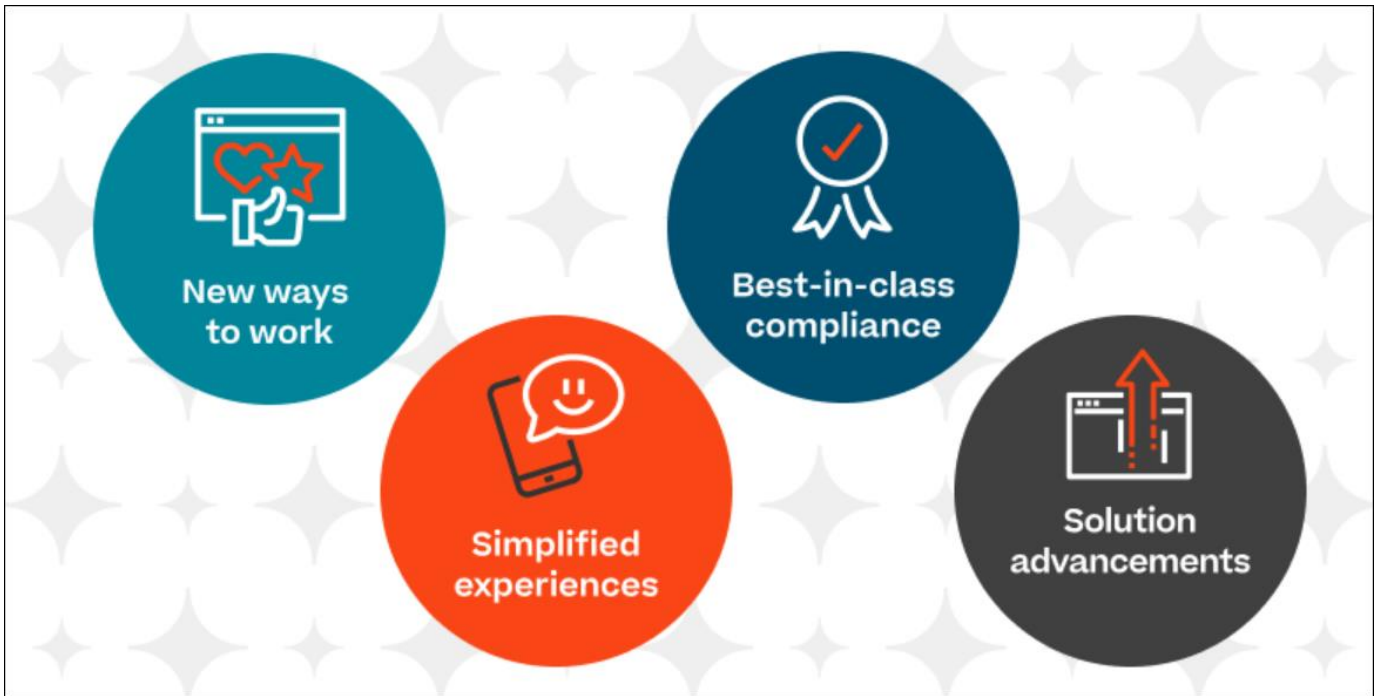 New ways
to work
Simplified
experiences
Best-in-class
compliance
Solution
advancements